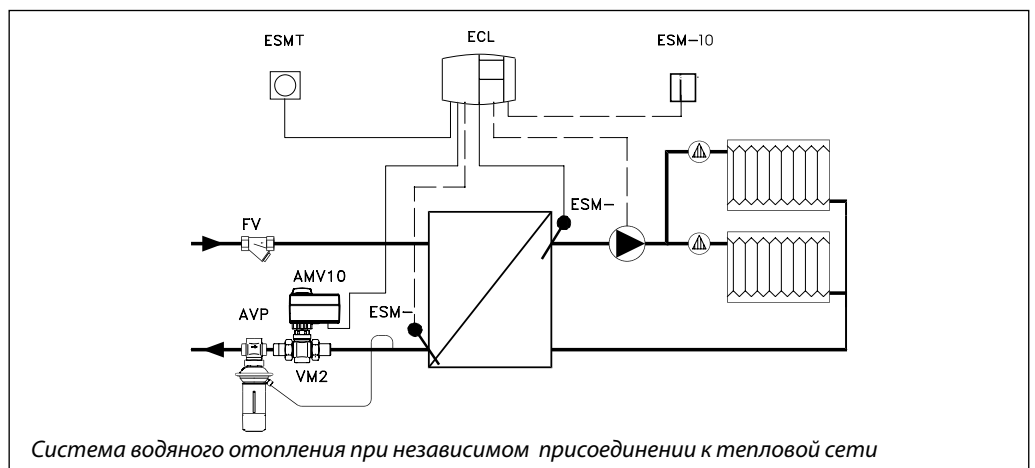 ESMT
ECL
ESM-10
FV
ESM-
AMV10
AVP
ESM-
VM2
Система водяного отопления при независимом присоединении к тепловой сети